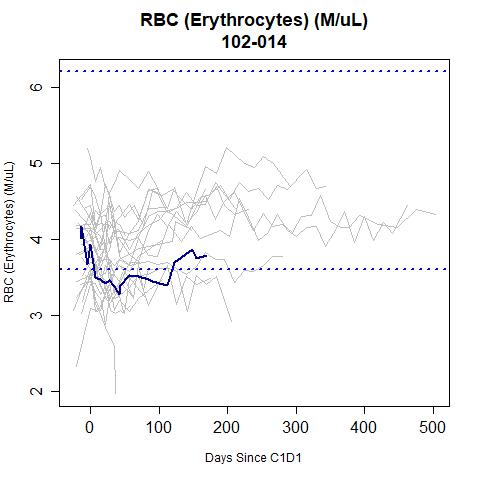 RBC (Erythrocytes) (M/uL)
102-014
RBC (Erythrocytes) (M/uL)
6
5
4
3
2
0 100 200 300 400 500
Days Since C1D1